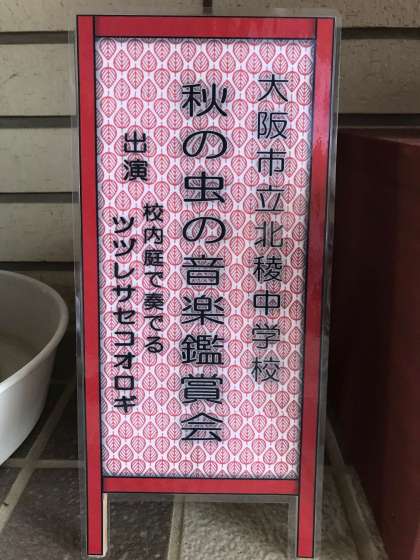 大阪市立北稜中学校
秋の虫の音楽鑑賞会
出演 校内庭で奏でる
ツヅレサセコオロギ